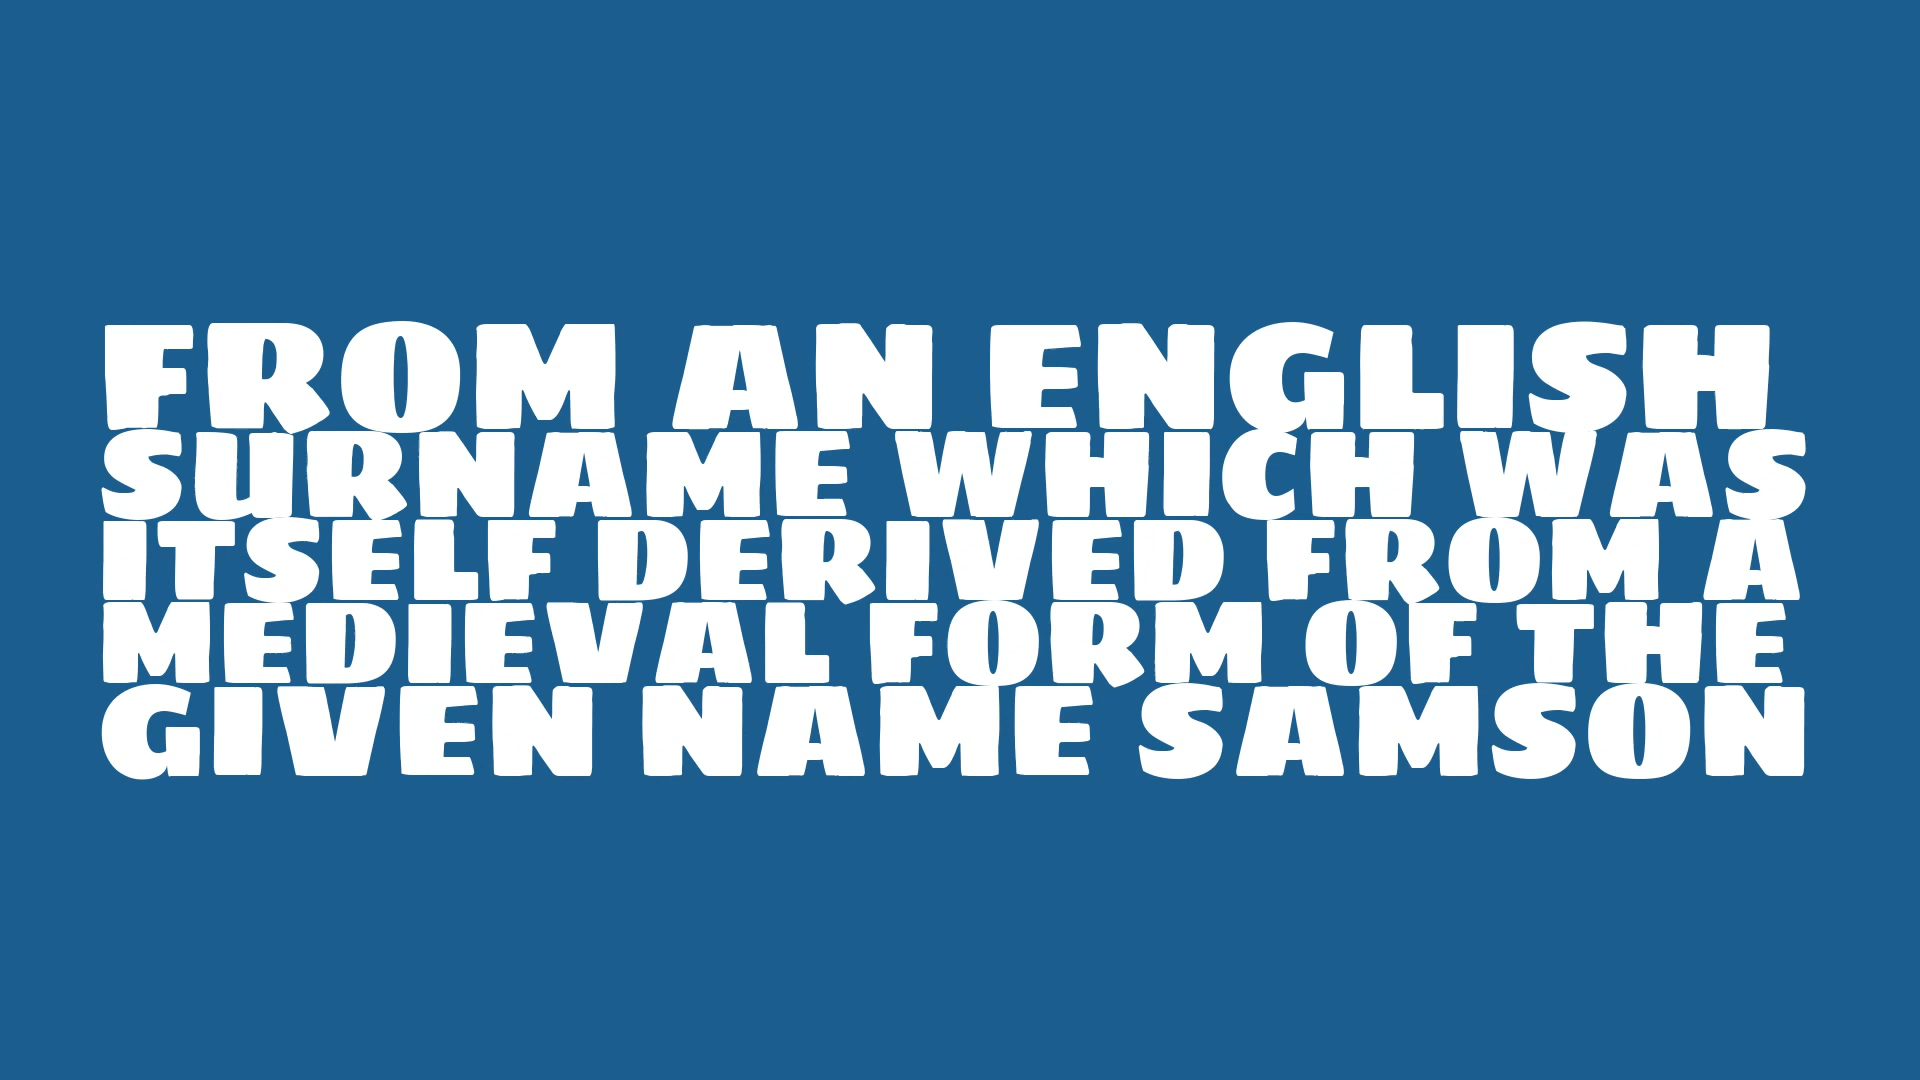 FROM AN ENGLISH
SURNAME WHICH WAS
ITSELF DERIVED FROM A
MEDIEVAL FORM OF THE
GIVEN NAME SAMSON